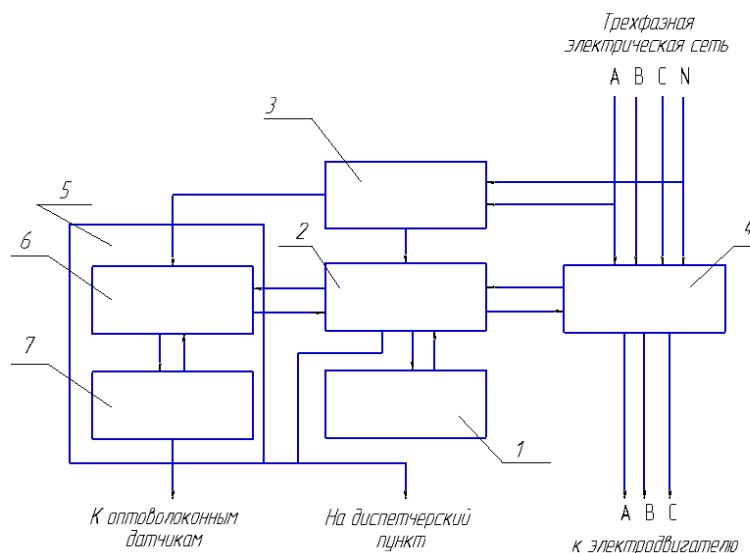 Трехфазная
электрическая сеть
A B C N
3
5
2
6
4
7
1
A B C
К оптоволоконным
датчикам
На диспетчерский
пункт
к электродвигателю